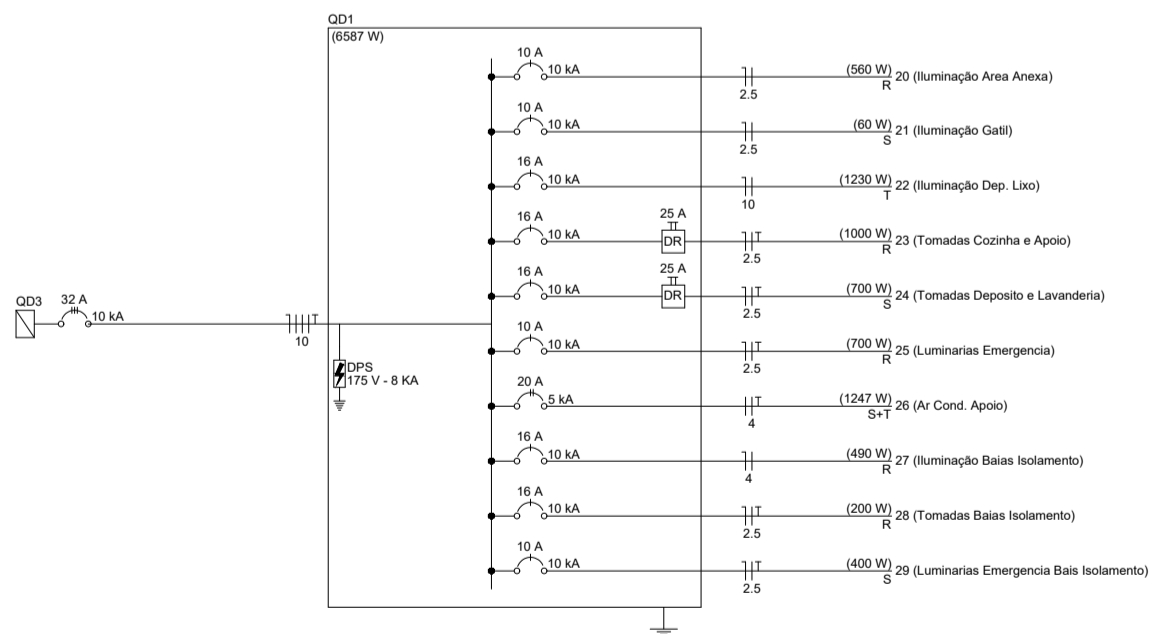 QD1
(6587 W)
10 A
10 kA
2.5
(560 W)
R
20 (Iluminação Area Anexa)
10 A
10 kA
2.5
(60 W)
S
21 (Iluminação Gatil)
16 A
10 kA
10
(1230 W)
T
22 (Iluminação Dep. Lixo)
16 A
10 kA
25 A
DR
T
2.5
(1000 W)
R
23 (Tomadas Cozinha e Apoio)
16 A
10 kA
25 A
DR
T
2.5
(700 W)
S
24 (Tomadas Deposito e Lavanderia)
QD3
32 A
10 kA
T
10
DPS
175 V - 8 KA
10 A
10 kA
T
2.5
(700 W)
R
25 (Luminarias Emergencia)
20 A
5 kA
T
4
(1247 W)
S+T
26 (Ar Cond. Apoio)
16 A
10 kA
4
(490 W)
R
27 (Iluminação Baias Isolamento)
16 A
10 kA
T
2.5
(200 W)
R
28 (Tomadas Baias Isolamento)
10 A
10 kA
T
2.5
(400 W)
S
29 (Luminarias Emergencia Bais Isolamento)